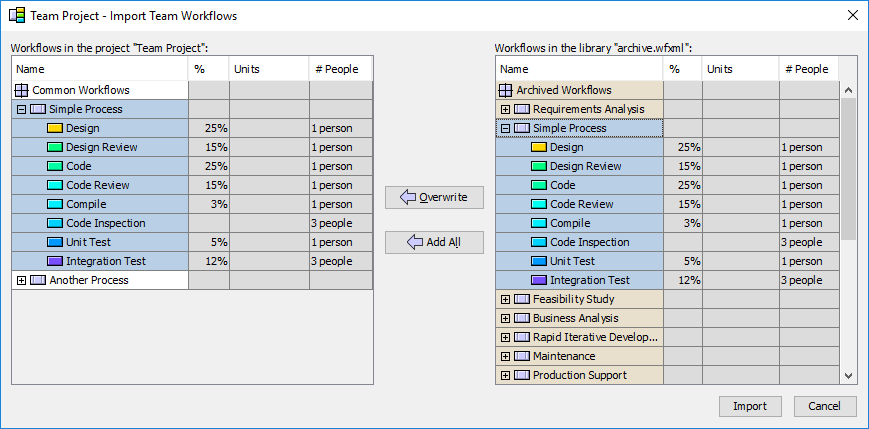 Team Project - Import Team Workflows
Workflows in the project "Team Project":
Name % Units # People
Common Workflows
Simple Process
Design 25% 1 person
Design Review 15% 1 person
Code 25% 1 person
Code Review 15% 1 person
Compile 3% 1 person
Code Inspection 3 people
Unit Test 5% 1 person
Integration Test 12% 3 people
Another Process
Overwrite
Add All
Workflows in the library "archive.wfxml":
Name % Units # People
Archived Workflows
Requirements Analysis
Simple Process
Design 25% 1 person
Design Review 15% 1 person
Code 25% 1 person
Code Review 15% 1 person
Compile 3% 1 person
Code Inspection 3 people
Unit Test 5% 1 person
Integration Test 12% 3 people
Feasibility Study
Business Analysis
Rapid Iterative Develop...
Maintenance
Production Support
Import Cancel